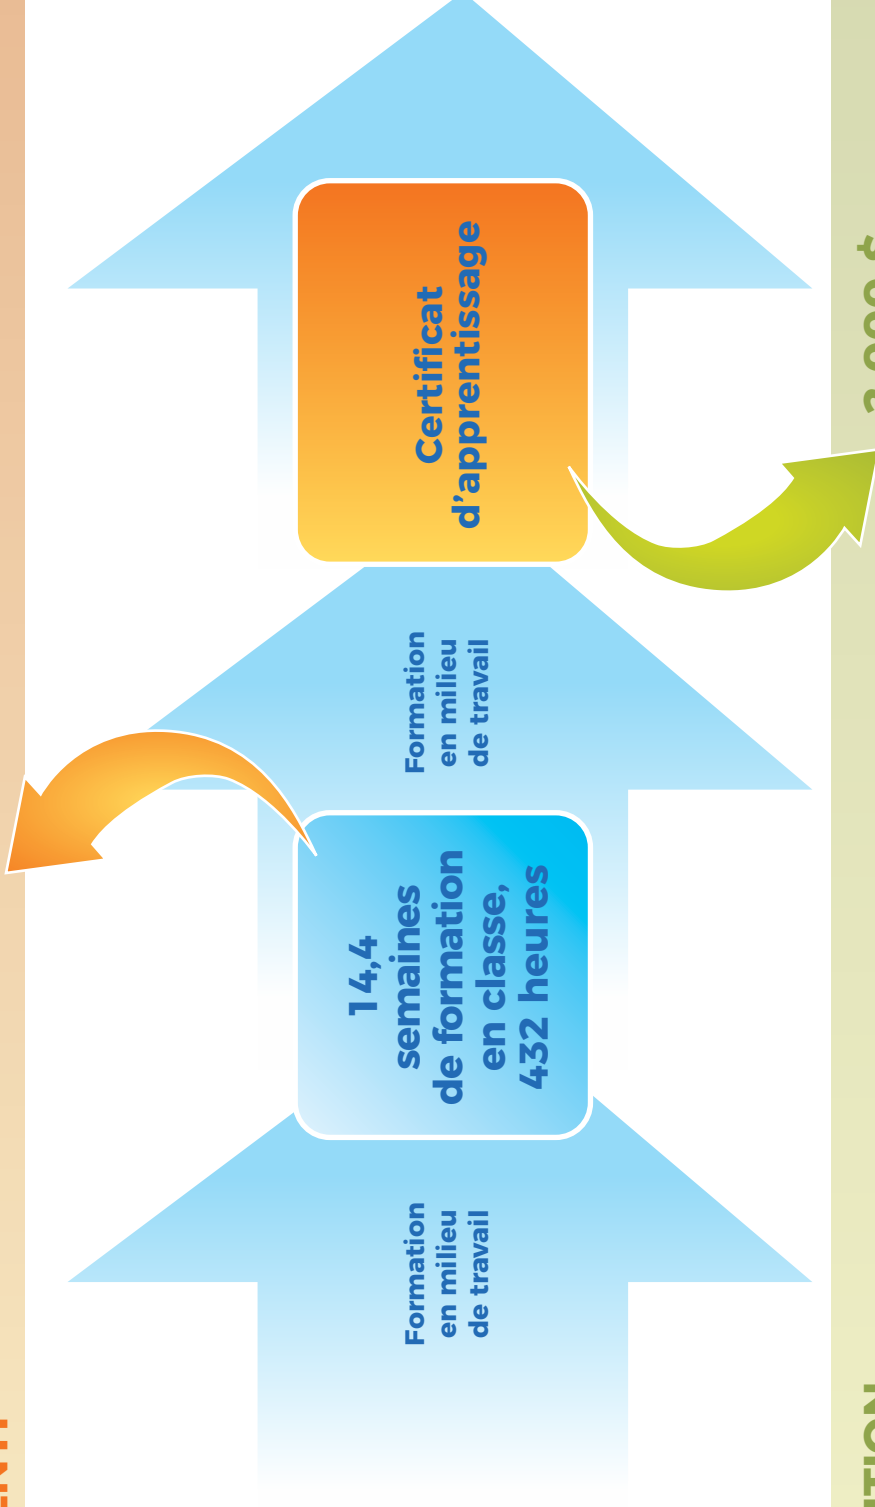 Formation
en milieu
de travail
14,4
semaines
de formation
en classe,
432 heures
Formation
en milieu
de travail
Certificat
d’apprentissage